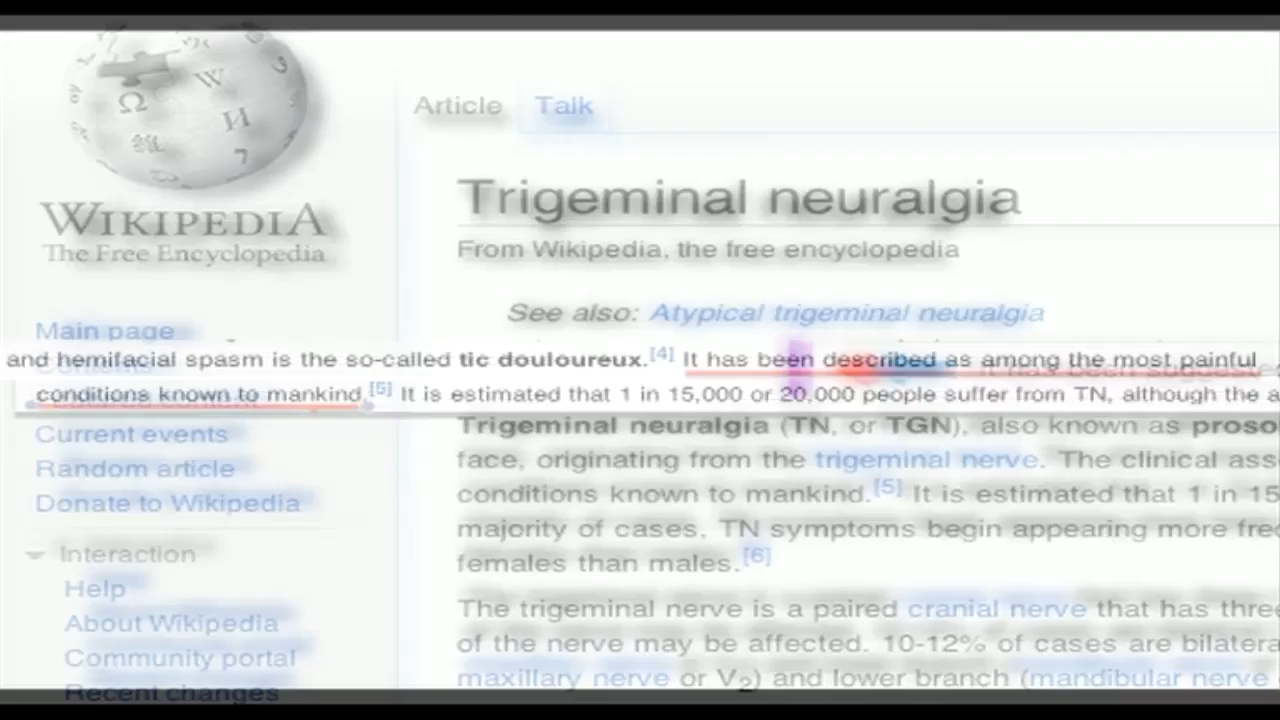 WIKIPEDIA
The Free Encyclopedia
Article Talk
Trigeminal neuralgia
From Wikipedia, the free encyclopedia
See also: Atypical trigeminal neuralgia
Main page
and hemifacial spasm is the so-called tic douloureux.[4] It has been described as among the most painful
conditions known to mankind.[5] It is estimated that 1 in 15,000 or 20,000 people suffer from TN, although the a
Current events
Random article
Donate to Wikipedia
Interaction
Help
About Wikipedia
Community portal
Recent changes
Trigeminal neuralgia (TN, or TGN), also known as proso
face, originating from the trigeminal nerve. The clinical ass
conditions known to mankind.[5] It is estimated that 1 in 15
majority of cases, TN symptoms begin appearing more fre
females than males.[6]
The trigeminal nerve is a paired cranial nerve that has thre
of the nerve may be affected. 10-12% of cases are bilatera
maxillary nerve or V2) and lower branch (mandibular nerve